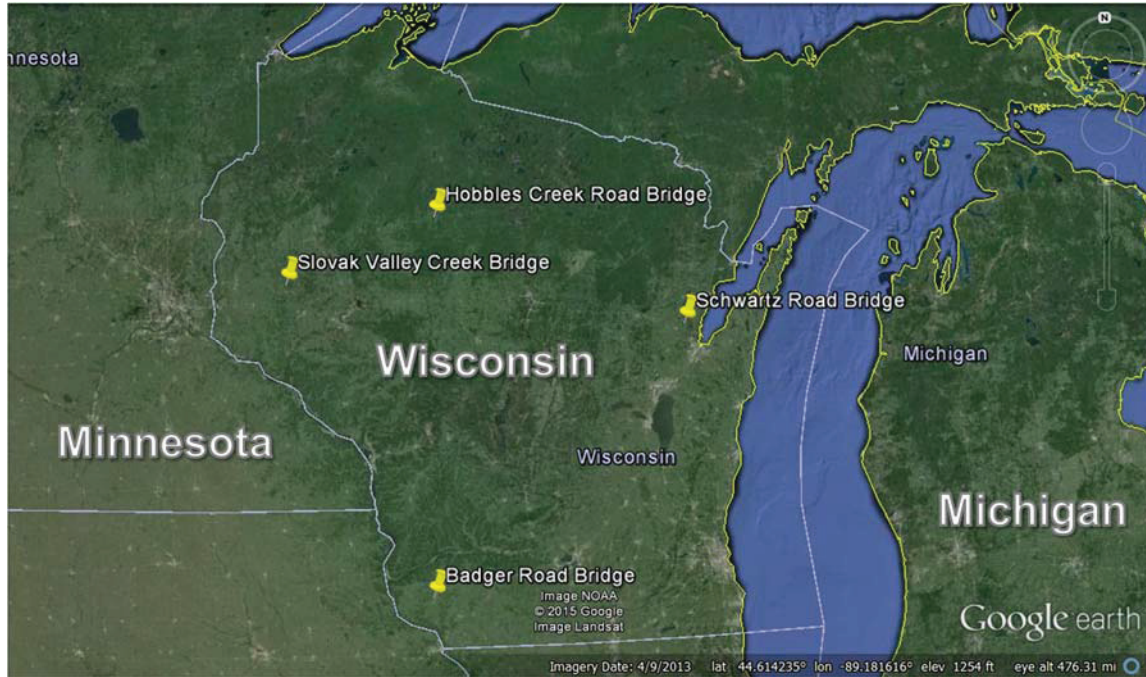 N
nnesota
Hobbles Creek Road Bridge
Slovak Valley Creek Bridge
Schwartz Road Bridge
Wisconsin
Michigan
Minnesota
Wisconsin
Michigan
Badger Road Bridge
Image NOAA
© 2015 Google
Image Landsat
Google earth
Imagery Date: 4/9/2013 lat 44.614235° lon -89.181616° elev 1254 ft eye alt 476.31 mi